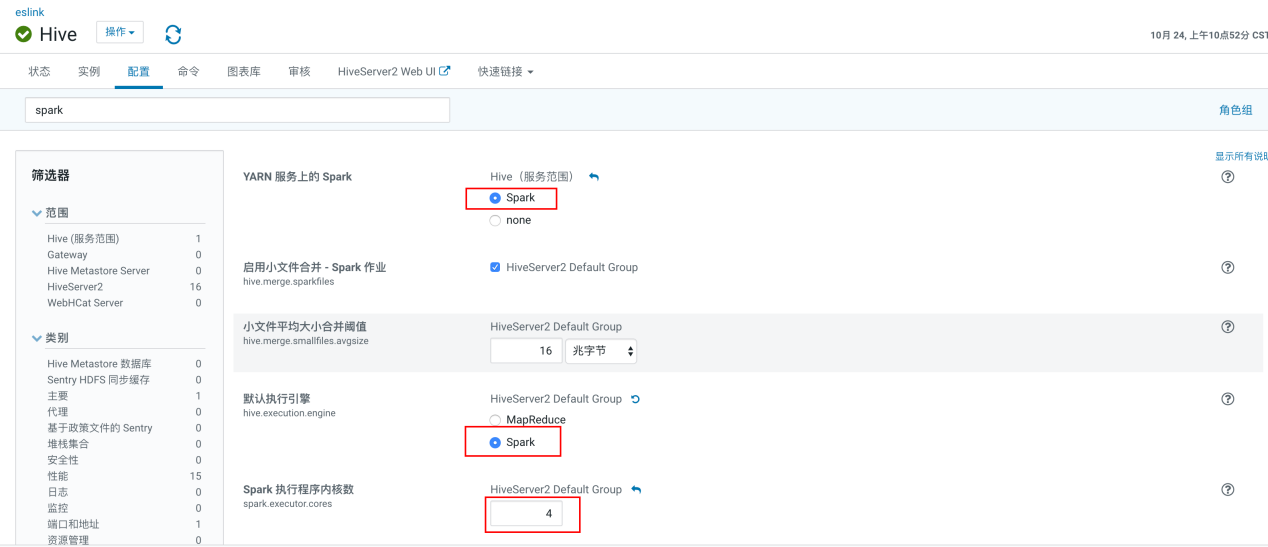 eslink
Hive 操作
10月 24, 上午10点52分 CST
状态 实例 配置 命令 图表库 审核 HiveServer2 Web UI 快速链接
spark
角色组
显示所有说明
筛选器
范围
Hive (服务范围) 1
Gateway 0
Hive Metastore Server 0
HiveServer2 16
WebHCat Server 0
类别
Hive Metastore 数据库 0
Sentry HDFS 同步缓存 0
主要 1
代理 0
基于政策文件的 Sentry 0
堆栈集合 0
安全性 0
性能 15
日志 0
监控 0
端口和地址 1
资源管理 0
YARN 服务上的 Spark
Hive（服务范围）
Spark
none
启用小文件合并 - Spark 作业
hive.merge.sparkfiles
HiveServer2 Default Group
小文件平均大小合并阈值
hive.merge.smallfiles.avgsize
HiveServer2 Default Group
16 兆字节
默认执行引擎
hive.execution.engine
HiveServer2 Default Group
MapReduce
Spark
Spark 执行程序内核数
spark.executor.cores
HiveServer2 Default Group
4